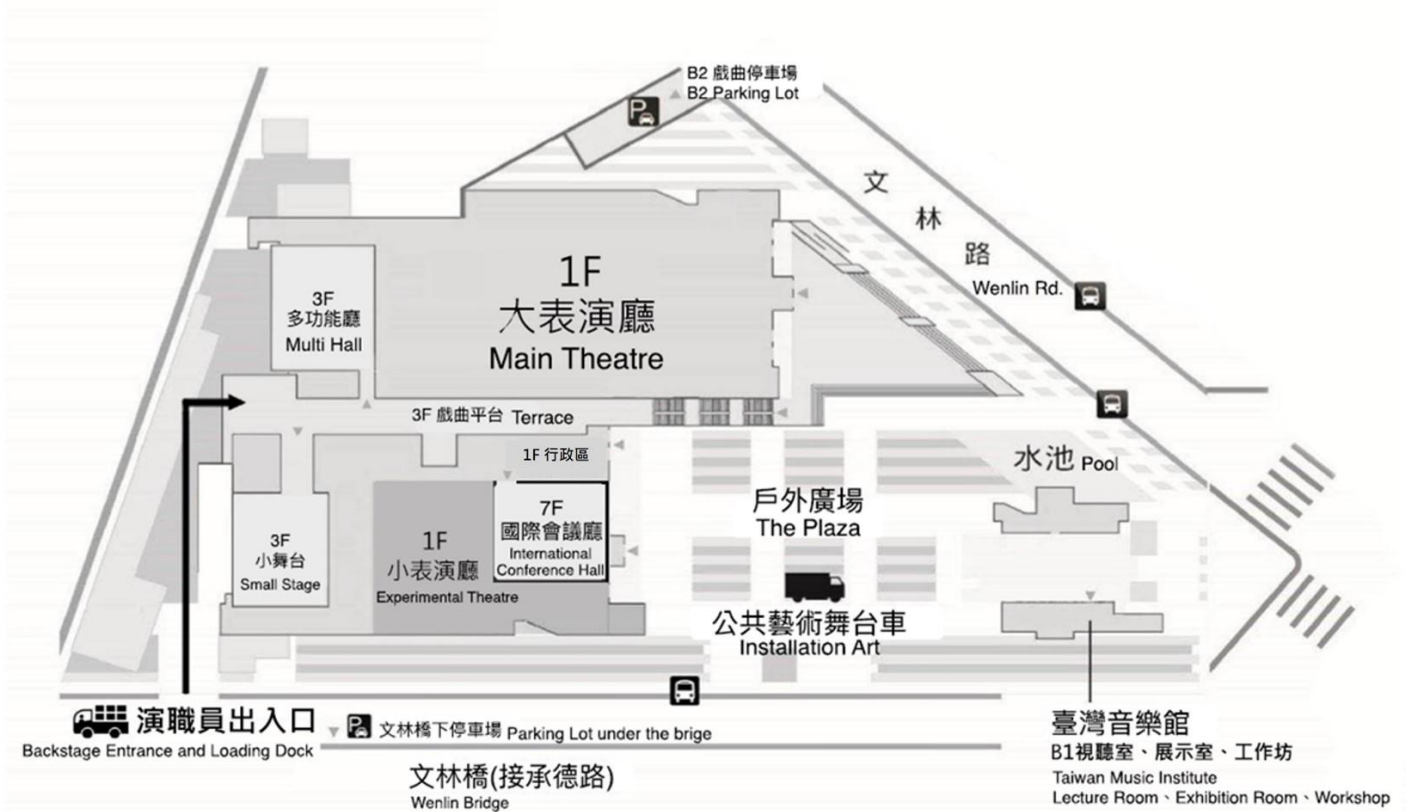 B2 戲曲停車場
B2 Parking Lot
P
文
林
路
Wenlin Rd.
1F
大表演廳
Main Theatre
3F
多功能廳
Multi Hall
3F 戲曲平台 Terrace
1F 行政區
水池 Pool
7F
國際會議廳
International
Conference Hall
戶外廣場
The Plaza
3F
小舞台
Small Stage
1F
小表演廳
Experimental Theatre
公共藝術舞台車
Installation Art
演職員出入口
Backstage Entrance and Loading Dock
P
文林橋下停車場 Parking Lot under the brige
文林橋(接承德路)
Wenlin Bridge
臺灣音樂館
B1視聽室、展示室、工作坊
Taiwan Music Institute
Lecture Room、Exhibition Room、Workshop